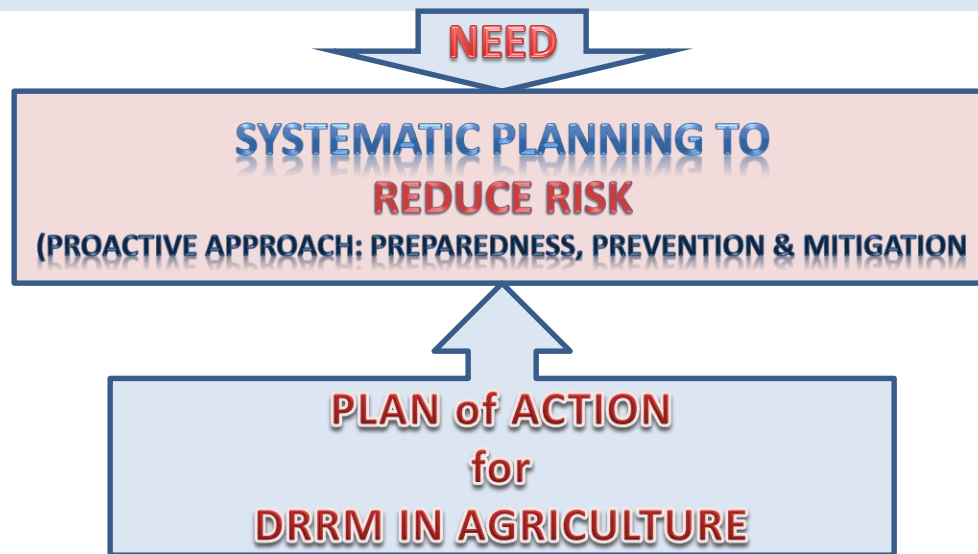 NEED
SYSTEMATIC PLANNING TO
REDUCE RISK
(PROACTIVE APPROACH: PREPAREDNESS, PREVENTION & MITIGATION
PLAN of ACTION
for
DRRM IN AGRICULTURE